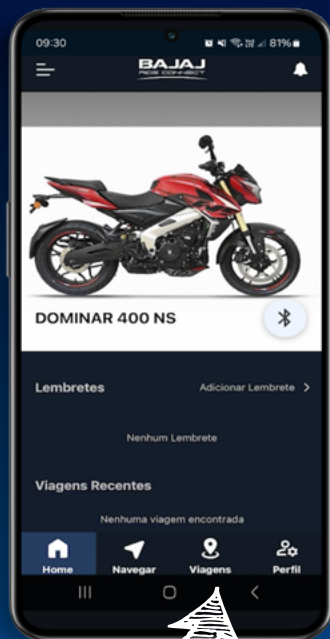 09:30 81%
BAJAJ
RIDE CONNECT
DOMINAR 400 NS
Lembretes Adicionar Lembrete >
Nenhum Lembrete
Viagens Recentes
Nenhuma viagem encontrada
Home Navegar Viagens Perfil